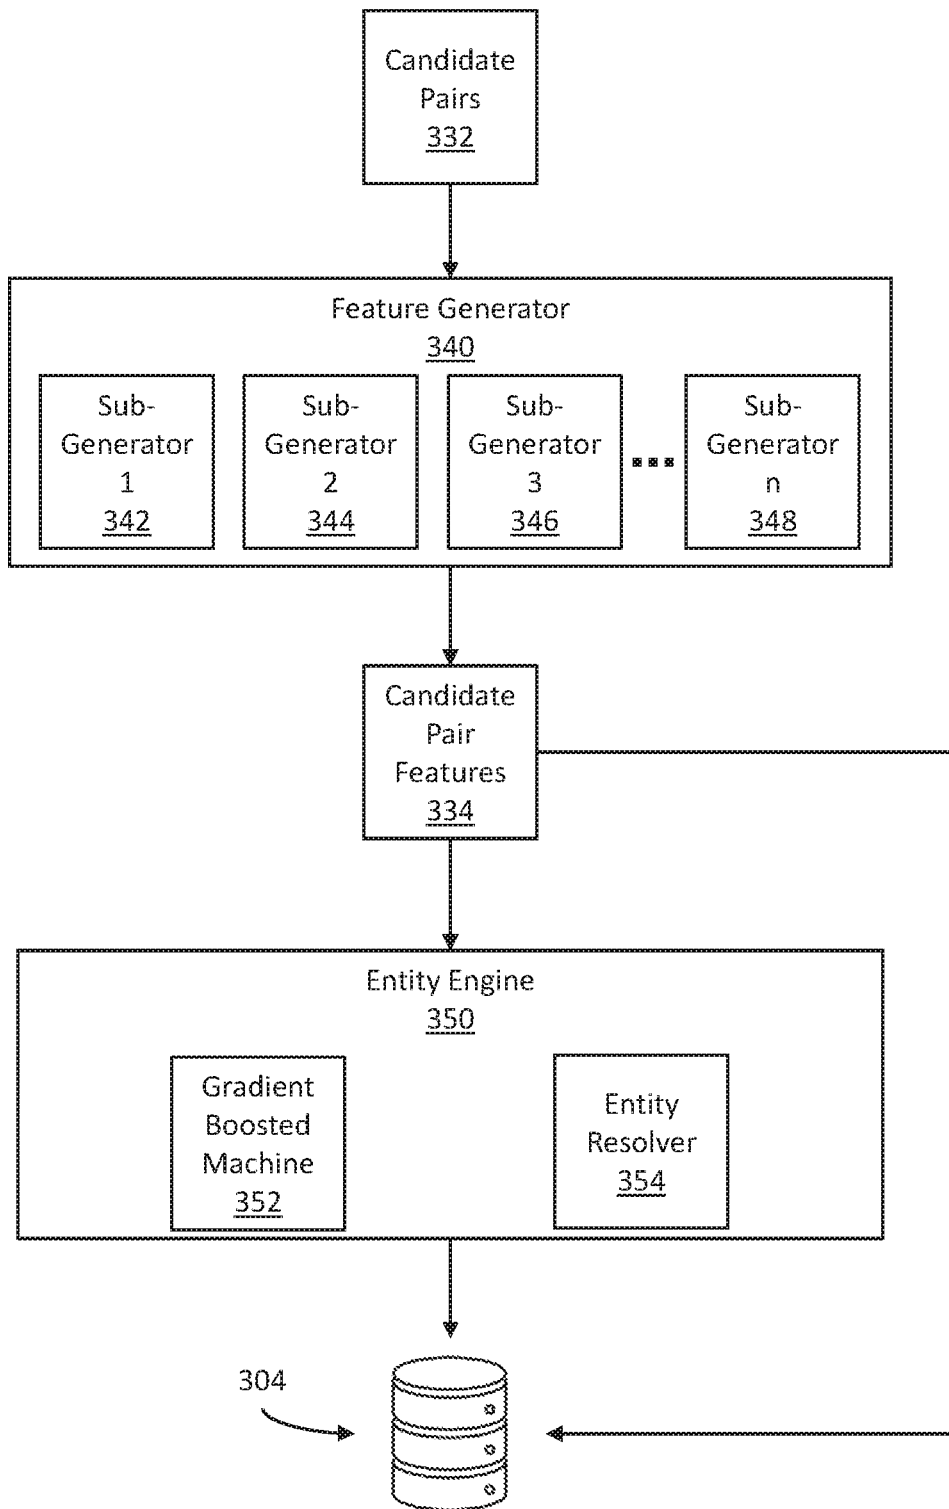 Candidate
Pairs
332
Feature Generator
340
Sub-
Generator
1
342
Sub-
Generator
2
344
Sub-
Generator
3
346
Sub-
Generator
n
348
Candidate
Pair
Features
334
Entity Engine
350
Gradient
Boosted
Machine
352
Entity
Resolver
354
304